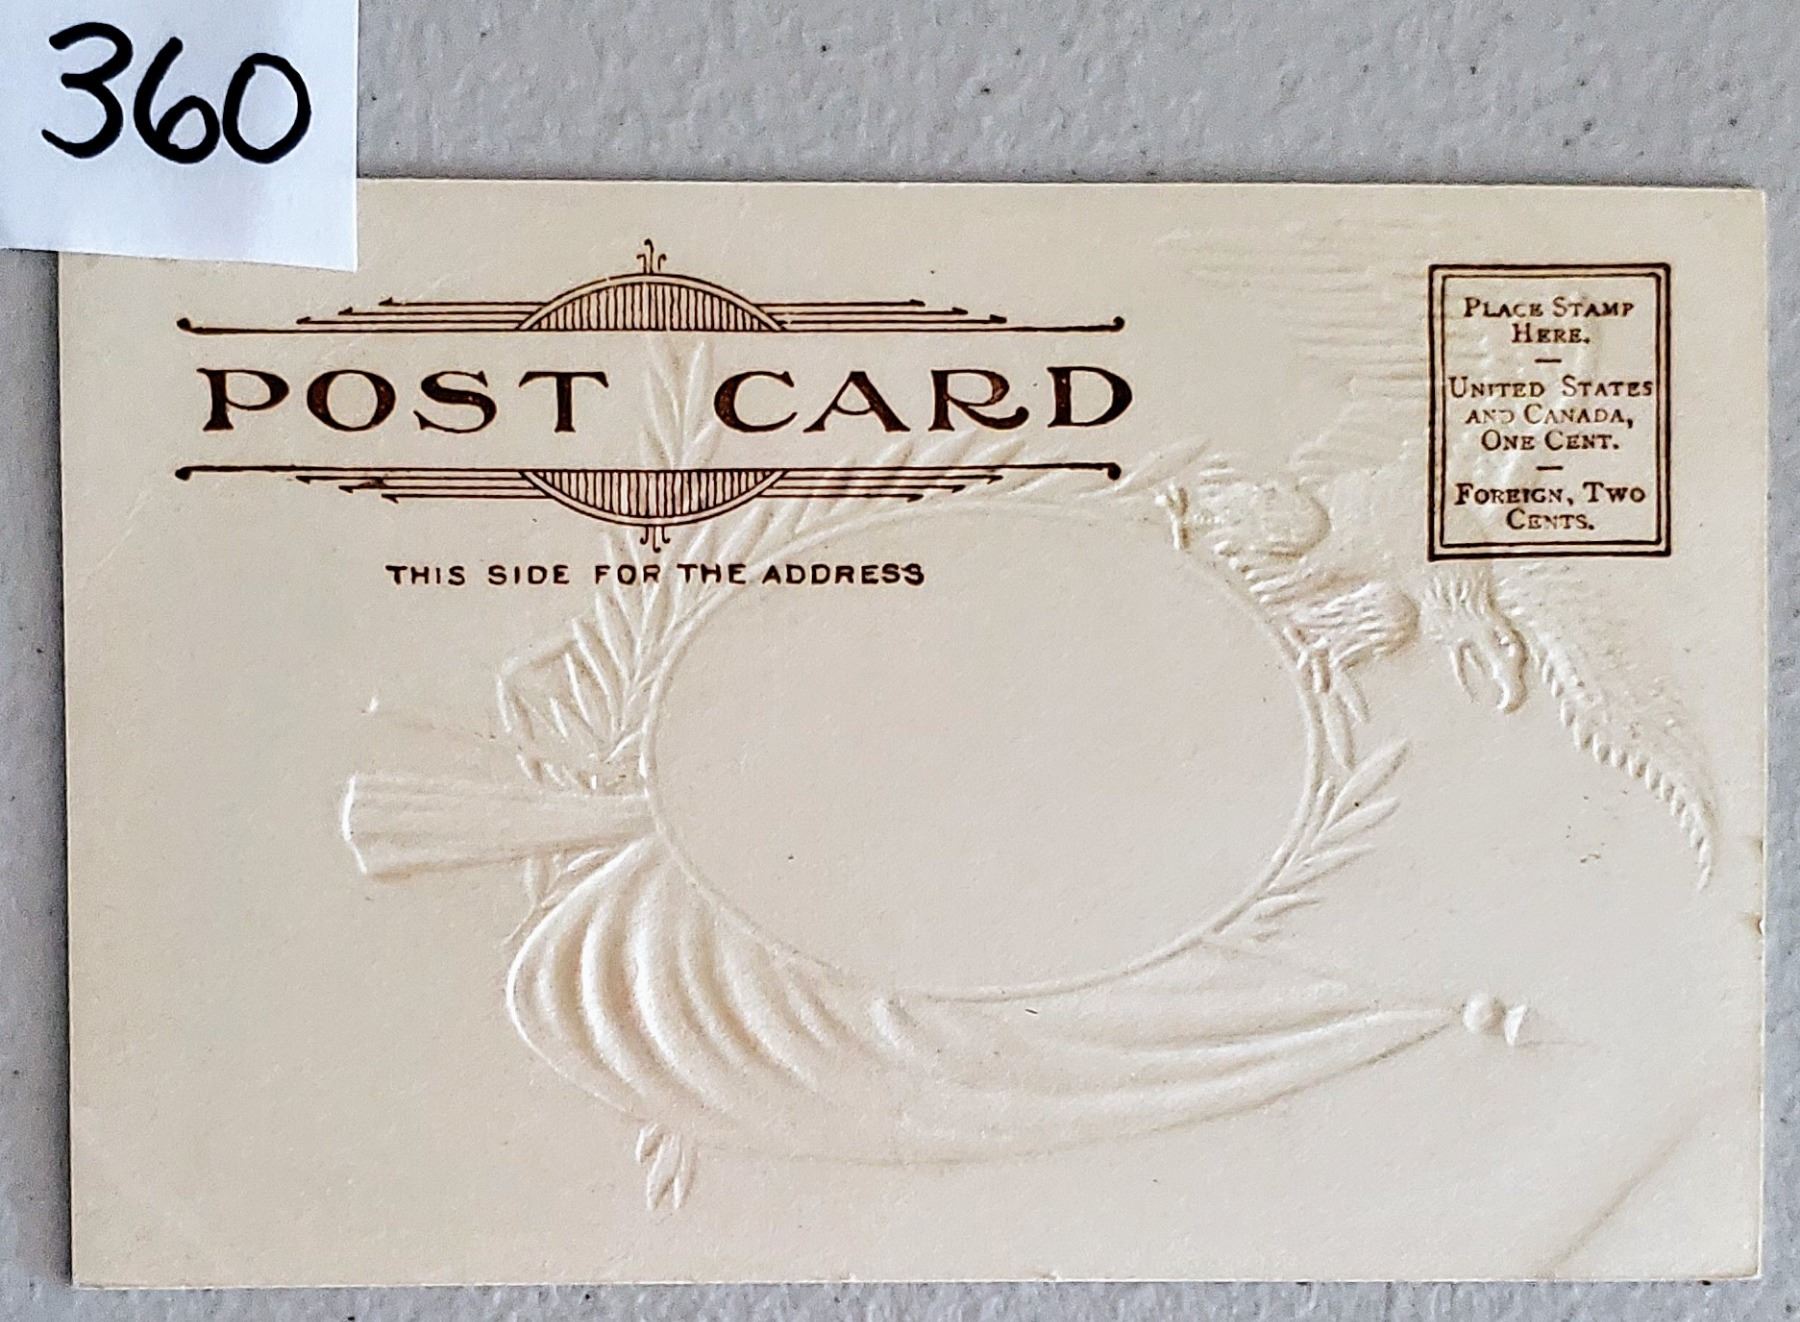 360
POST CARD
THIS SIDE FOR THE ADDRESS
PLACE STAMP
HERE.
—
UNITED STATES
AND CANADA,
ONE CENT.
—
FOREIGN, TWO
CENTS.